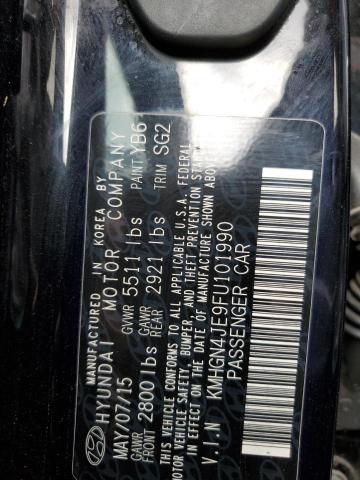 MANUFACTURED IN KOREA BY
HYUNDAI MOTOR COMPANY
MAY/07/15 GVWR 5511 lbs PAINT YB6
GAWR FRONT 2800 lbs GAWR REAR 2921 lbs TRIM SG2
THIS VEHICLE CONFORMS TO ALL APPLICABLE U.S.A. FEDERAL
MOTOR VEHICLE SAFETY, BUMPER AND THEFT PREVENTION STANDARDS
IN EFFECT ON THE DATE OF MANUFACTURE SHOWN ABOVE.
V.I.N KMHGN4JE9FU101990
PASSENGER CAR